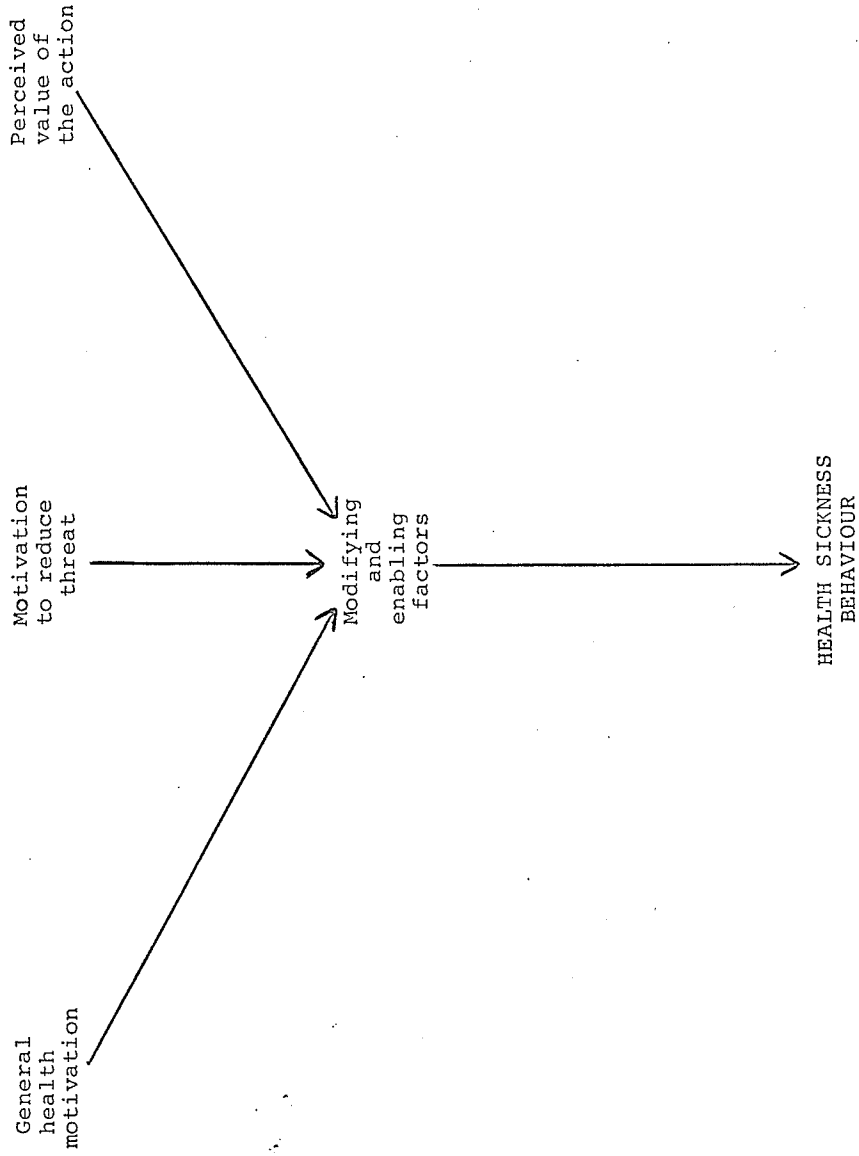 General
health
motivation
Motivation
to reduce
threat
Perceived
value of
the action
Modifying
and
enabling
factors
HEALTH SICKNESS
BEHAVIOUR